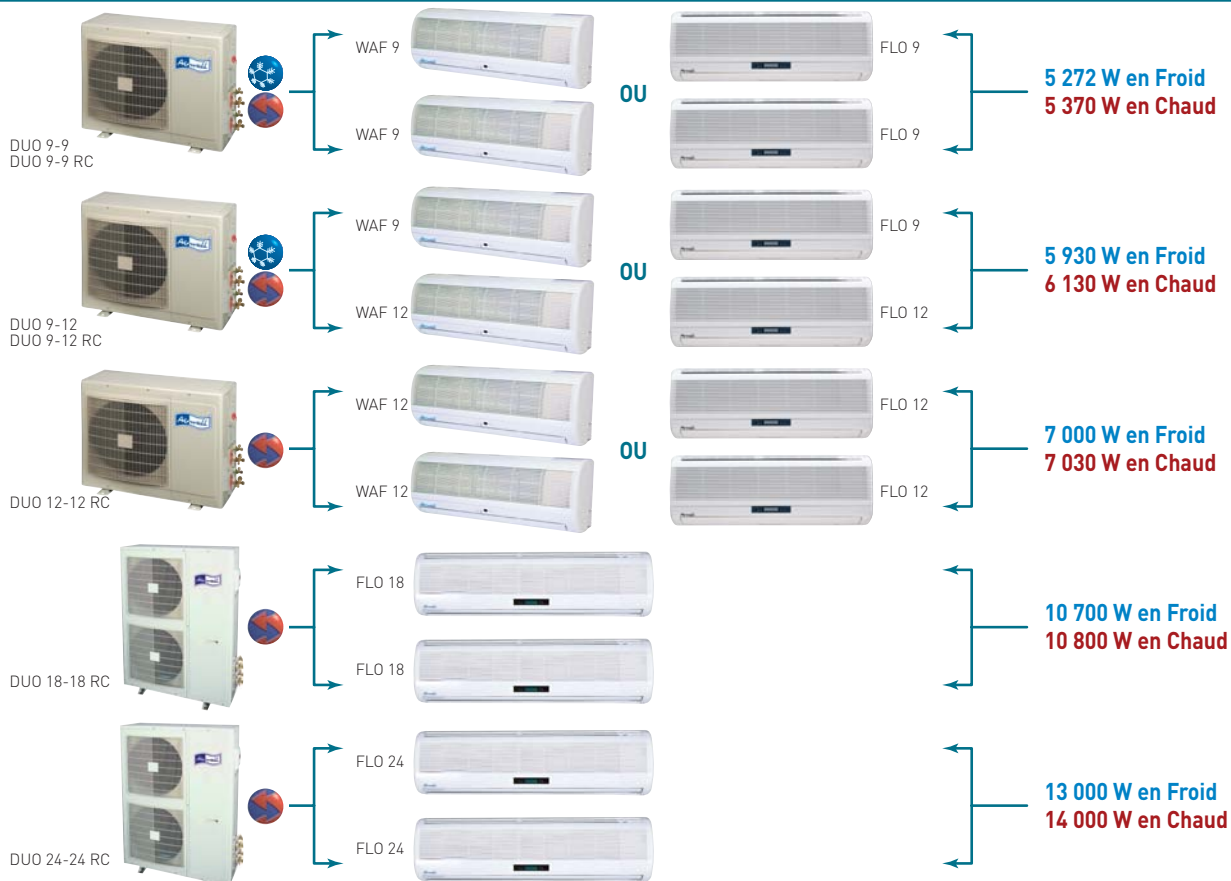 WAF 9
FLO 9
OU
5 272 W en Froid
5 370 W en Chaud
WAF 9
FLO 9
DUO 9-9
DUO 9-9 RC
Airwell
WAF 9
FLO 9
OU
5 930 W en Froid
6 130 W en Chaud
WAF 12
FLO 12
DUO 9-12
DUO 9-12 RC
Airwell
WAF 12
FLO 12
OU
7 000 W en Froid
7 030 W en Chaud
WAF 12
FLO 12
DUO 12-12 RC
Airwell
FLO 18
10 700 W en Froid
10 800 W en Chaud
FLO 18
DUO 18-18 RC
FLO 24
13 000 W en Froid
14 000 W en Chaud
FLO 24
DUO 24-24 RC